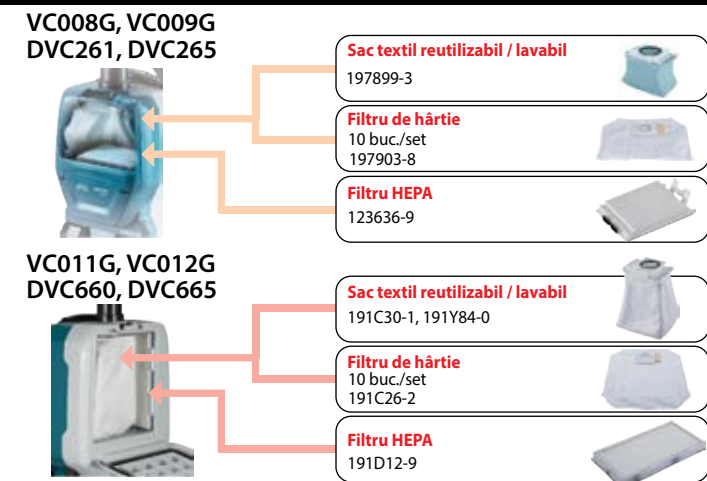 VC008G, VC009G
DVC261, DVC265
Sac textil reutilizabil / lavabil
197899-3
Filtru de hârtie
10 buc./set
197903-8
Filtru HEPA
123636-9
VC011G, VC012G
DVC660, DVC665
Sac textil reutilizabil / lavabil
191C30-1, 191Y84-0
Filtru de hârtie
10 buc./set
191C26-2
Filtru HEPA
191D12-9